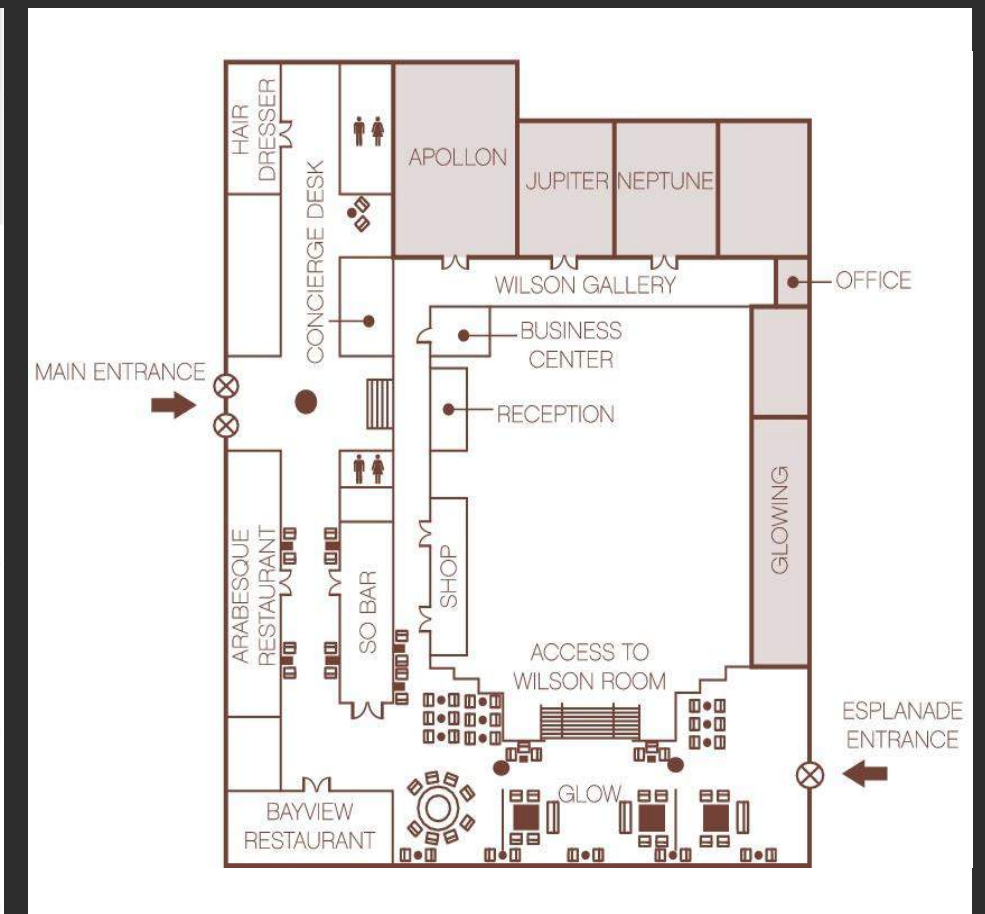 HAIR
DRESSER
APOLLON
JUPITER
NEPTUNE
CONCIERGE DESK
WILSON GALLERY
OFFICE
BUSINESS
CENTER
MAIN ENTRANCE
RECEPTION
GLOWING
ARABESQUE
RESTAURANT
SO BAR
SHOP
ACCESS TO
WILSON ROOM
ESPLANADE
ENTRANCE
GLOW
BAYVIEW
RESTAURANT